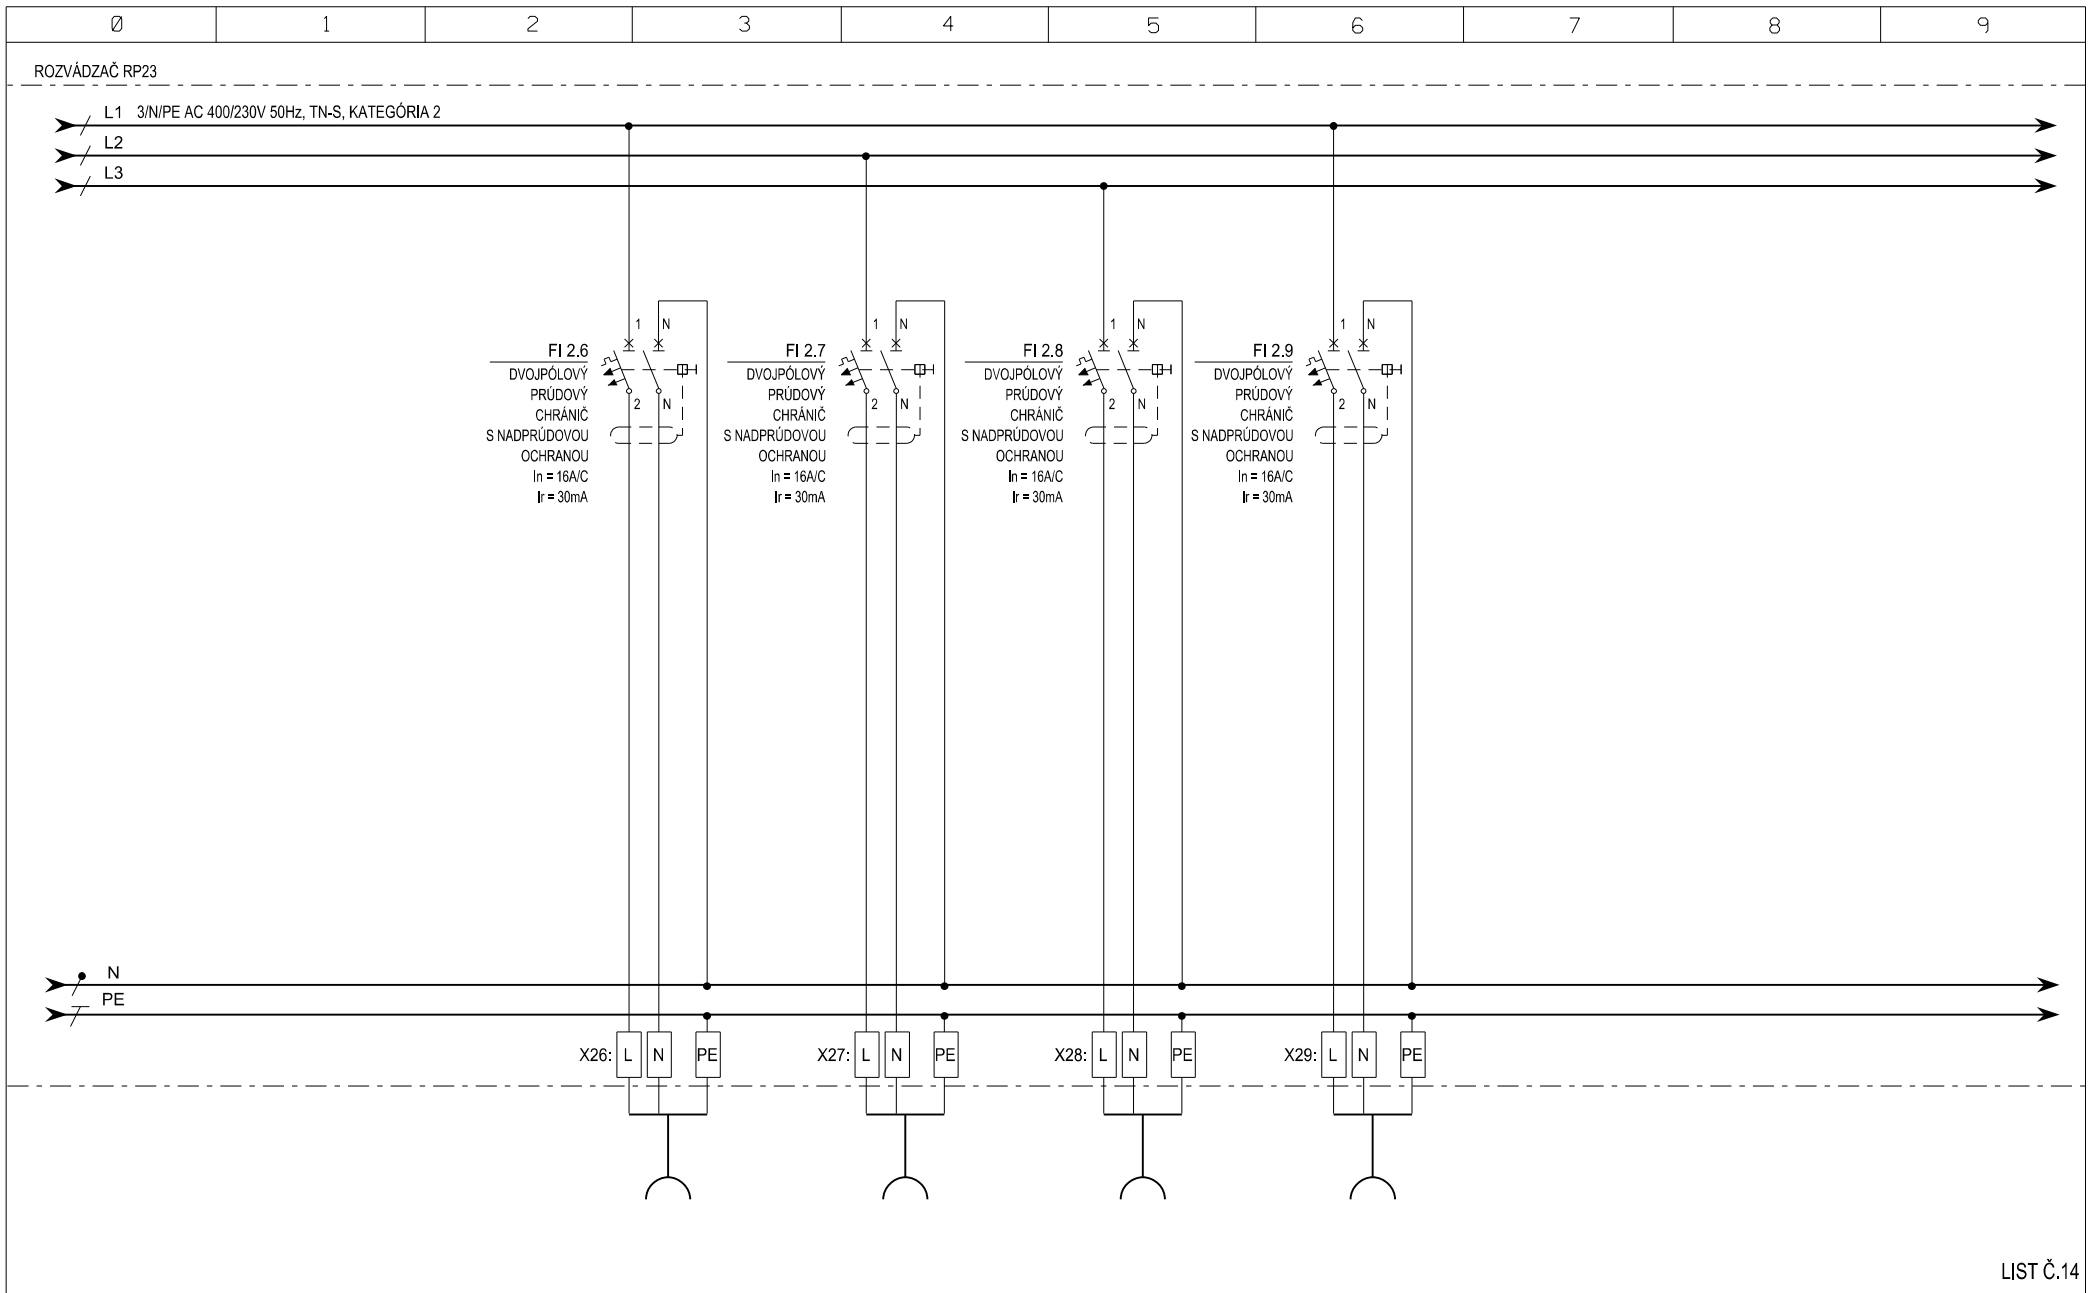 Ø 1 2 3 4 5 6 7 8 9
ROZVÁDZAČ RP23
L1 3/N/PE AC 400/230V 50Hz, TN-S, KATEGÓRIA 2
L2
L3
1 N
FI 2.6
DVOJPÓLOVÝ
PRÚDOVÝ
CHRÁNIČ
S NADPRÚDOVOU
OCHRANOU
In = 16A/C
Ir = 30mA
2 N
1 N
FI 2.7
DVOJPÓLOVÝ
PRÚDOVÝ
CHRÁNIČ
S NADPRÚDOVOU
OCHRANOU
In = 16A/C
Ir = 30mA
2 N
1 N
FI 2.8
DVOJPÓLOVÝ
PRÚDOVÝ
CHRÁNIČ
S NADPRÚDOVOU
OCHRANOU
In = 16A/C
Ir = 30mA
2 N
1 N
FI 2.9
DVOJPÓLOVÝ
PRÚDOVÝ
CHRÁNIČ
S NADPRÚDOVOU
OCHRANOU
In = 16A/C
Ir = 30mA
2 N
N
PE
X26: L N PE
X27: L N PE
X28: L N PE
X29: L N PE
LIST Č.14